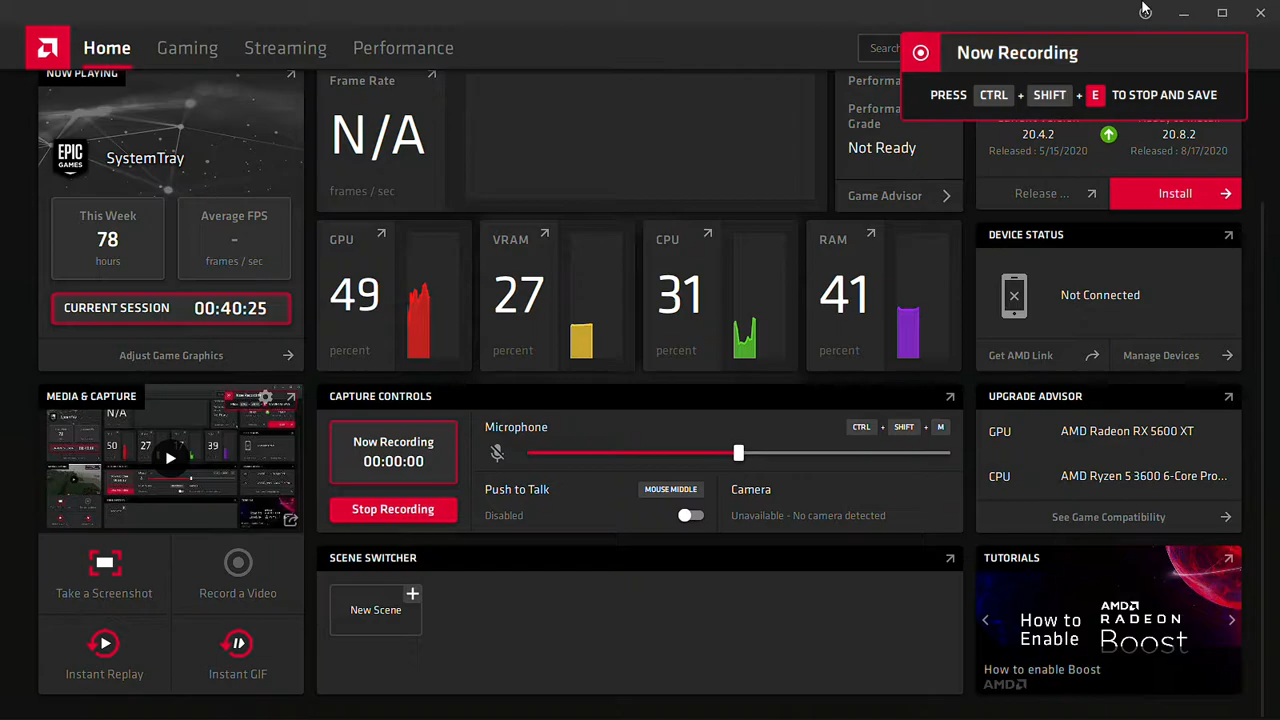 Home
Gaming
Streaming
Performance
Search
Now Recording
PRESS CTRL + SHIFT + E TO STOP AND SAVE
NOW PLAYING
EPIC GAMES
SystemTray
This Week
78
hours
Average FPS
-
frames / sec
CURRENT SESSION 00:40:25
Adjust Game Graphics
Frame Rate
N/A
frames / sec
Grade
Not Ready
Game Advisor
20.4.2
Released : 5/15/2020
20.8.2
Released : 8/17/2020
Release ...
Install
GPU
49
percent
VRAM
27
percent
CPU
31
percent
RAM
41
percent
DEVICE STATUS
Not Connected
Get AMD Link
Manage Devices
MEDIA & CAPTURE
Take a Screenshot
Record a Video
Instant Replay
Instant GIF
CAPTURE CONTROLS
Now Recording
00:00:00
Stop Recording
Microphone
CTRL + SHIFT + M
Push to Talk
MOUSE MIDDLE
Disabled
Camera
Unavailable - No camera detected
SCENE SWITCHER
New Scene
UPGRADE ADVISOR
GPU AMD Radeon RX 5600 XT
CPU AMD Ryzen 5 3600 6-Core Pro...
See Game Compatibility
TUTORIALS
How to
Enable
AMD
RADEON
Boost
How to enable Boost
AMD